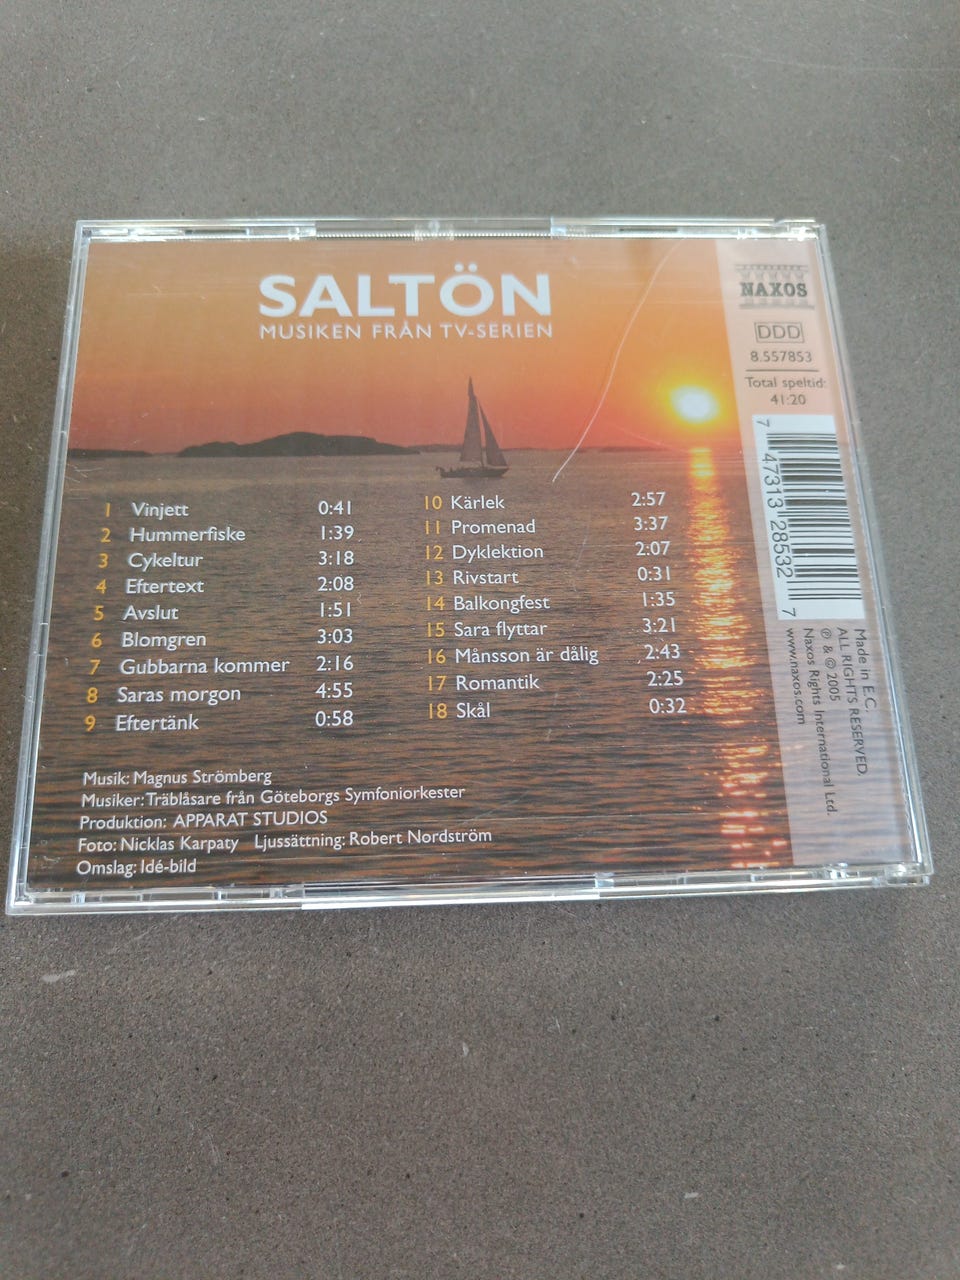 SALTÖN
MUSIKEN FRÅN TV-SERIEN
1 Vinjett 0:41
2 Hummerfiske 1:39
3 Cykeltur 3:18
4 Eftertext 2:08
5 Avslut 1:51
6 Blomgren 3:03
7 Gubbarna kommer 2:16
8 Saras morgon 4:55
9 Eftertänk 0:58
10 Kärlek 2:57
11 Promenad 3:37
12 Dyklektion 2:07
13 Rivstart 0:31
14 Balkongfest 1:35
15 Sara flyttar 3:21
16 Månsson är dålig 2:43
17 Romantik 2:25
18 Skål 0:32
Musik: Magnus Strömberg
Musiker: Träblåsare från Göteborgs Symfoniorkester
Produktion: APPARAT STUDIOS
Foto: Nicklas Karpaty Ljussättning: Robert Nordström
Omslag: Idé-bild
NAXOS
DDD
8.557853
Total speltid:
41:20
7 47313 28532 7
Made in E.C.
ALL RIGHTS RESERVED.
℗ & © 2005
Naxos Rights International Ltd.
www.naxos.com